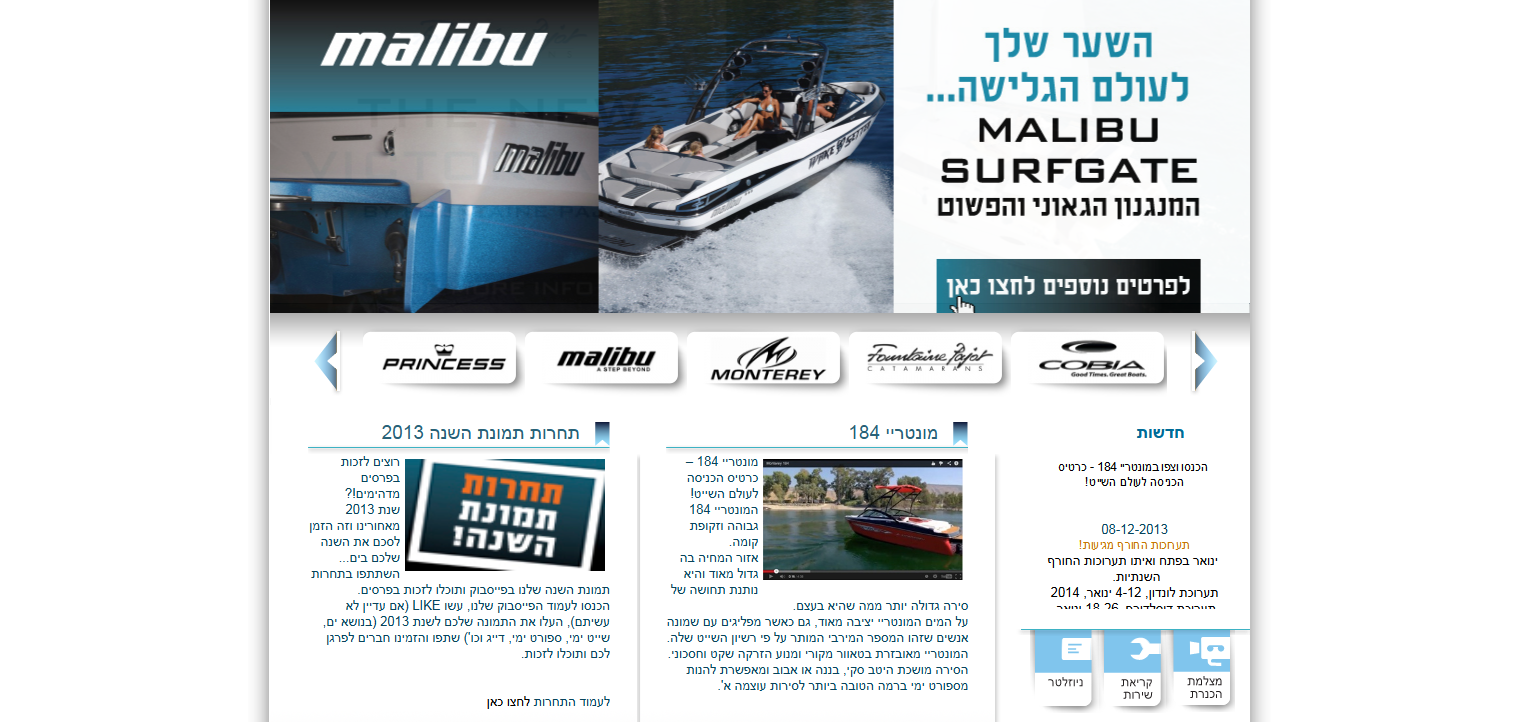 malibu
malibu
WAKE SETTER
malibu
השער שלך
לעולם הגלישה...
MALIBU
SURFGATE
המנגנון הגאוני והפשוט
לפרטים נוספים לחצו כאן
PRINCESS
malibu
A STEP BEYOND
MONTEREY
Fountaine Pajot
CATAMARANS
COBIA
Good Times. Great Boats.
חדשות
הכנסו וצפו במונטריי 184 - כרטיס
הכניסה לעולם השייט!
08-12-2013
תערוכות החורף מגיעות!
ינואר בפתח ואיתו תערוכות החורף
השנתיות.
תערוכת לונדון, 4-12 ינואר, 2014
מצלמת
הכנרת
קריאת
שירות
ניוזלטר
מונטריי 184
Monterey 184
מונטריי 184 –
כרטיס הכניסה
לעולם השייט!
המונטריי 184
גבוהה וזקופת
קומה.
אזור המחיה בה
גדול מאוד והיא
נותנת תחושה של
סירה גדולה יותר ממה שהיא בעצם.
על המים המונטריי יציבה מאוד, גם כאשר מפליגים עם שמונה
אנשים שזהו המספר המירבי המותר על פי רשיון השייט שלה.
המונטריי מאובזרת בטאוור מקורי ומנוע הזרקה שקט וחסכוני.
הסירה מושכת היטב סקי, בננה או אבוב ומאפשרת להנות
מספורט ימי ברמה הטובה ביותר לסירות עוצמה א'.
תחרות תמונת השנה 2013
תחרות
תמונת
השנה!
רוצים לזכות
בפרסים
מדהימים!?
שנת 2013
מאחורינו וזה הזמן
לסכם את השנה
שלכם בים...
השתתפו בתחרות
תמונת השנה שלנו בפייסבוק ותוכלו לזכות בפרסים.
הכנסו לעמוד הפייסבוק שלנו, עשו LIKE (אם עדיין לא
עשיתם), העלו את התמונה שלכם לשנת 2013 (בנושא ים,
שייט ימי, ספורט ימי, דייג וכו') שתפו והזמינו חברים לפרגן
לכם ותוכלו לזכות.
לעמוד התחרות לחצו כאן